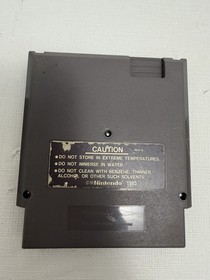 CAUTION
• DO NOT STORE IN EXTREME TEMPERATURES.
• DO NOT IMMERSE IN WATER.
• DO NOT CLEAN WITH BENZENE, THINNER,
ALCOHOL OR OTHER SUCH SOLVENTS.
©Nintendo 1985